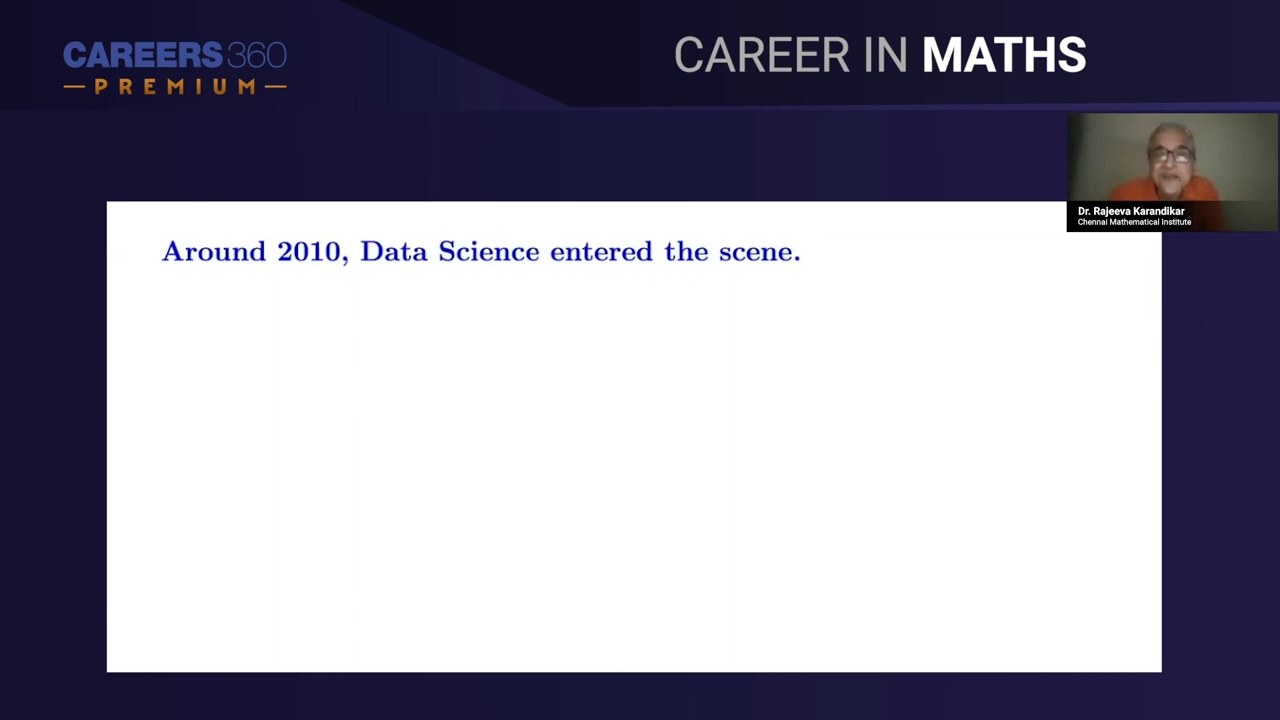 CAREERS360
PREMIUM
CAREER IN MATHS
Dr. Rajeeva Karandikar
Chennai Mathematical Institute
Around 2010, Data Science entered the scene.